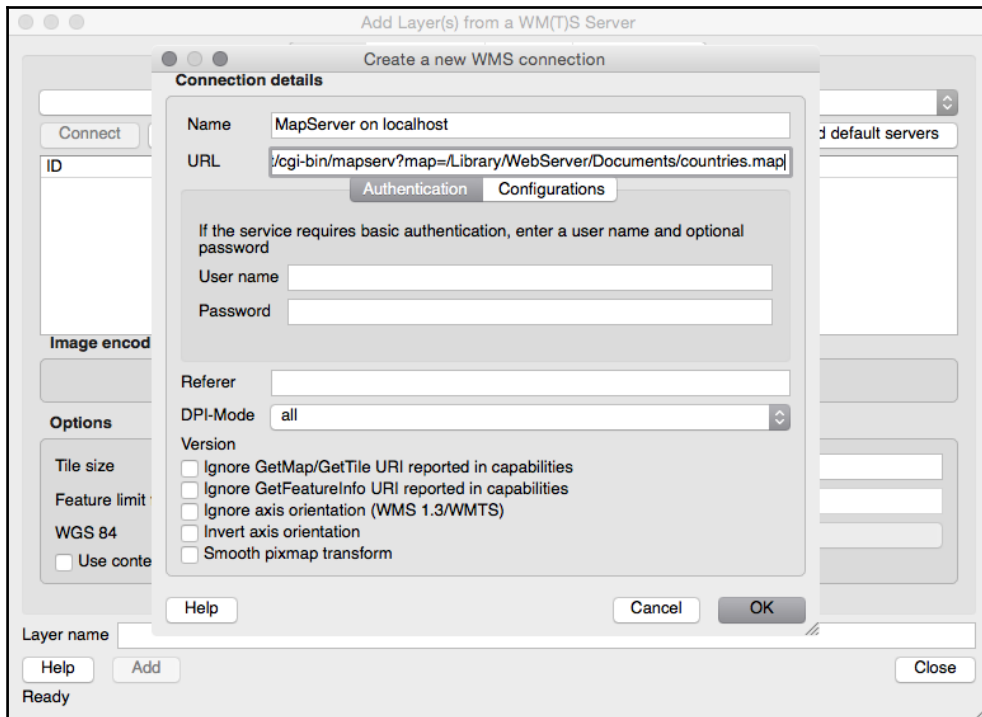 Add Layer(s) from a WM(T)S Server
Create a new WMS connection
Connection details
Name MapServer on localhost
Connect d default servers
URL :/cgi-bin/mapserv?map=/Library/WebServer/Documents/countries.map
ID
Authentication Configurations
If the service requires basic authentication, enter a user name and optional
password
User name
Password
Image encod
Referer
DPI-Mode all
Options
Version
Tile size
Ignore GetMap/GetTile URI reported in capabilities
Ignore GetFeatureInfo URI reported in capabilities
Feature limit
Ignore axis orientation (WMS 1.3/WMTS)
WGS 84
Invert axis orientation
Smooth pixmap transform
Use conte
Help Cancel OK
Layer name
Help Add Close
Ready